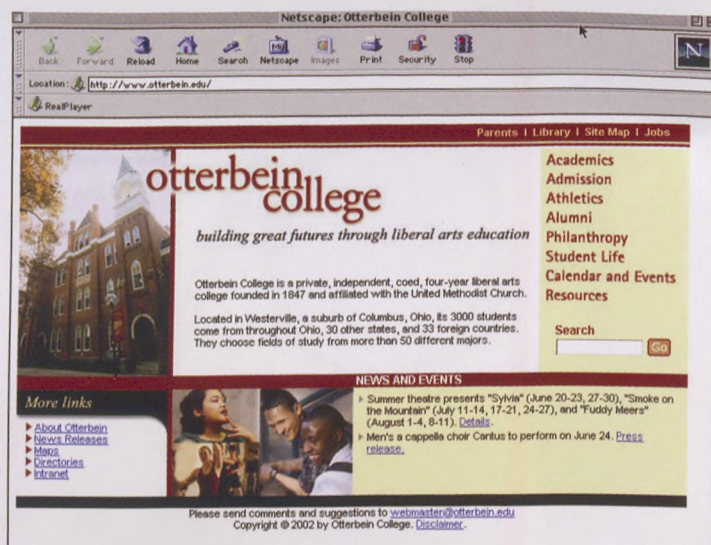 Netscape: Otterbein College
Back Forward Reload Home Search Netscape Images Print Security Stop
N
Location: http://www.otterbein.edu/
RealPlayer
Parents | Library | Site Map | Jobs
otterbein
college
building great futures through liberal arts education
Otterbein College is a private, independent, coed, four-year liberal arts
college founded in 1847 and affiliated with the United Methodist Church.
Located in Westerville, a suburb of Columbus, Ohio, its 3000 students
come from throughout Ohio, 30 other states, and 33 foreign countries.
They choose fields of study from more than 50 different majors.
Academics
Admission
Athletics
Alumni
Philanthropy
Student Life
Calendar and Events
Resources
Search
Go
More links
About Otterbein
News Releases
Maps
Directories
Intranet
NEWS AND EVENTS
Summer theatre presents "Sylvia" (June 20-23, 27-30), "Smoke on
the Mountain" (July 11-14, 17-21, 24-27), and "Fuddy Meers"
(August 1-4, 8-11). Details.
Men's a cappella choir Cantus to perform on June 24. Press
release.
Please send comments and suggestions to webmaster@otterbein.edu
Copyright © 2002 by Otterbein College. Disclaimer.